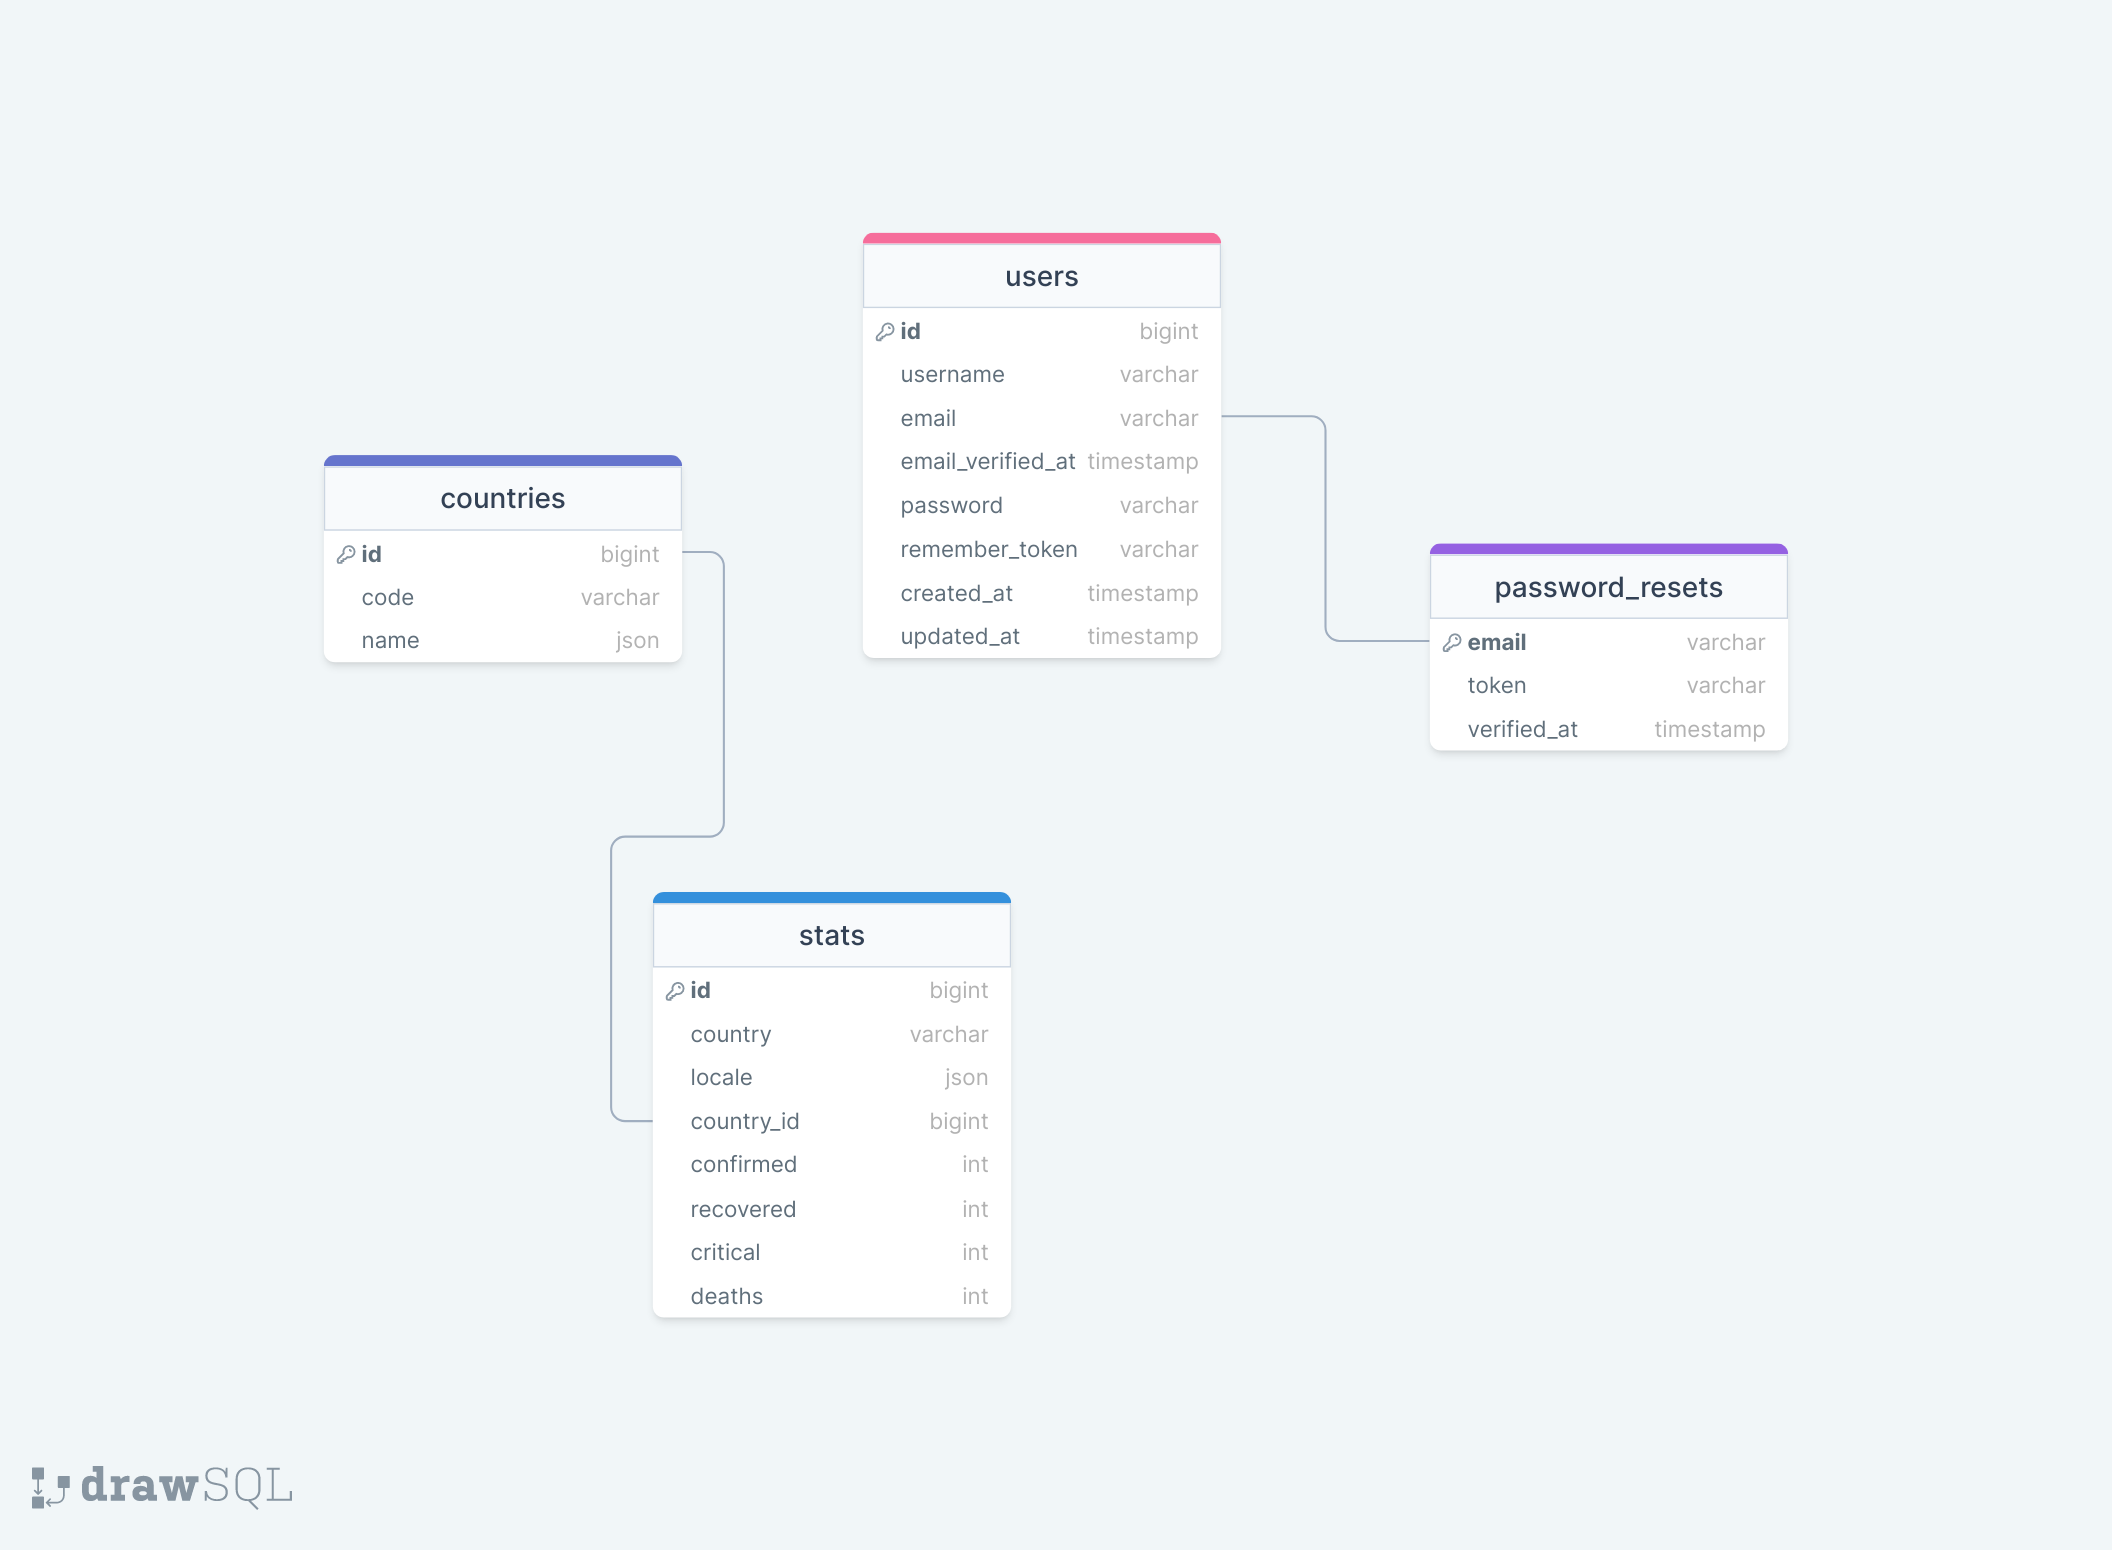 users
id bigint
username varchar
email varchar
email_verified_at timestamp
password varchar
remember_token varchar
created_at timestamp
updated_at timestamp
countries
id bigint
code varchar
name json
password_resets
email varchar
token varchar
verified_at timestamp
stats
id bigint
country varchar
locale json
country_id bigint
confirmed int
recovered int
critical int
deaths int
drawSQL